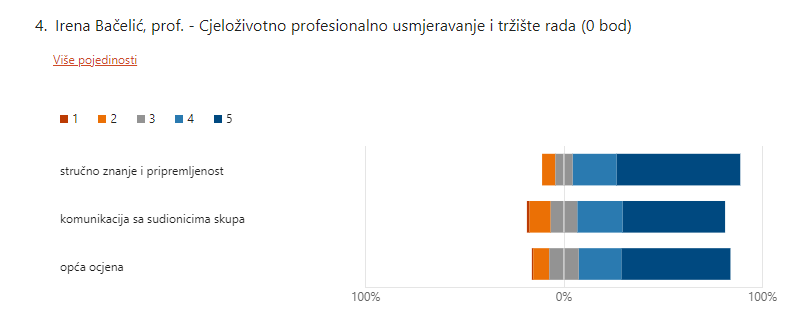 4. Irena Bačelić, prof. - Cjeloživotno profesionalno usmjeravanje i tržište rada (0 bod)
Više pojedinosti
1 2 3 4 5
stručno znanje i pripremljenost
komunikacija sa sudionicima skupa
opća ocjena
100% 0% 100%